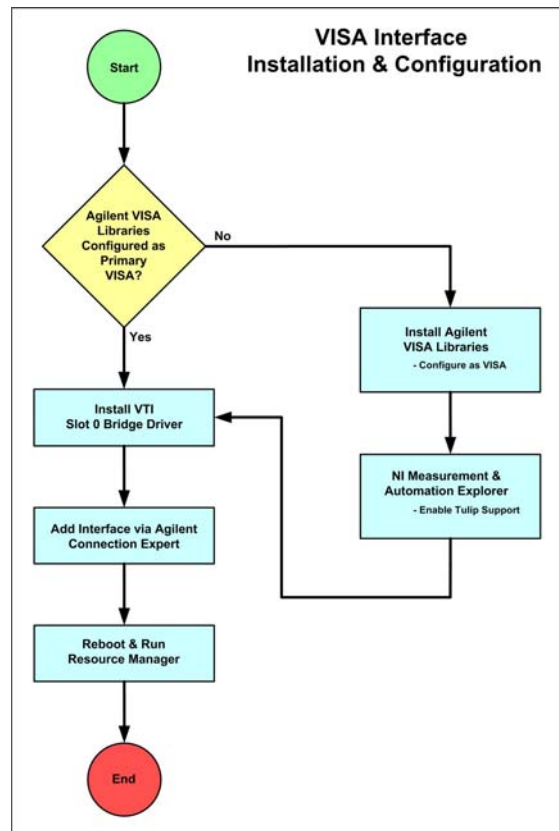 VISA Interface
Installation & Configuration
Start
Agilent VISA
Libraries
Configured as
Primary
VISA?
No
Yes
Install Agilent
VISA Libraries
- Configure as VISA
NI Measurement &
Automation Explorer
- Enable Tulip Support
Install VTI
Slot 0 Bridge Driver
Add Interface via Agilent
Connection Expert
Reboot & Run
Resource Manager
End